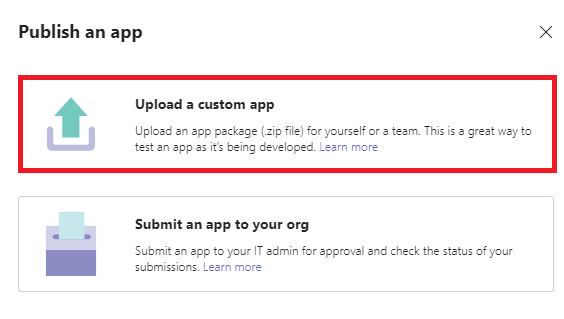 Publish an app
Upload a custom app
Upload an app package (.zip file) for yourself or a team. This is a great way to
test an app as it's being developed. Learn more
Submit an app to your org
Submit an app to your IT admin for approval and check the status of your
submissions. Learn more